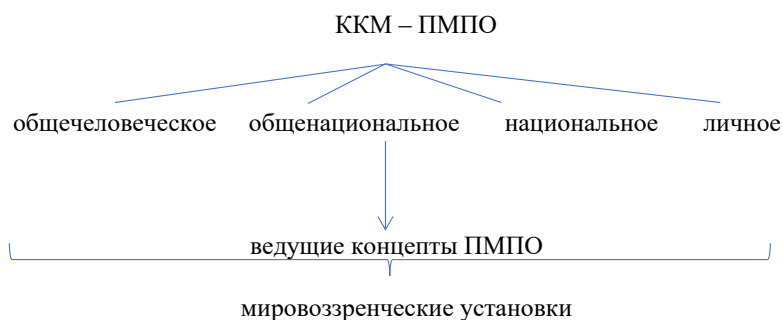 ККМ – ПМПО
общечеловеческое общенациональное национальное личное
ведущие концепты ПМПО
мировоззренческие установки